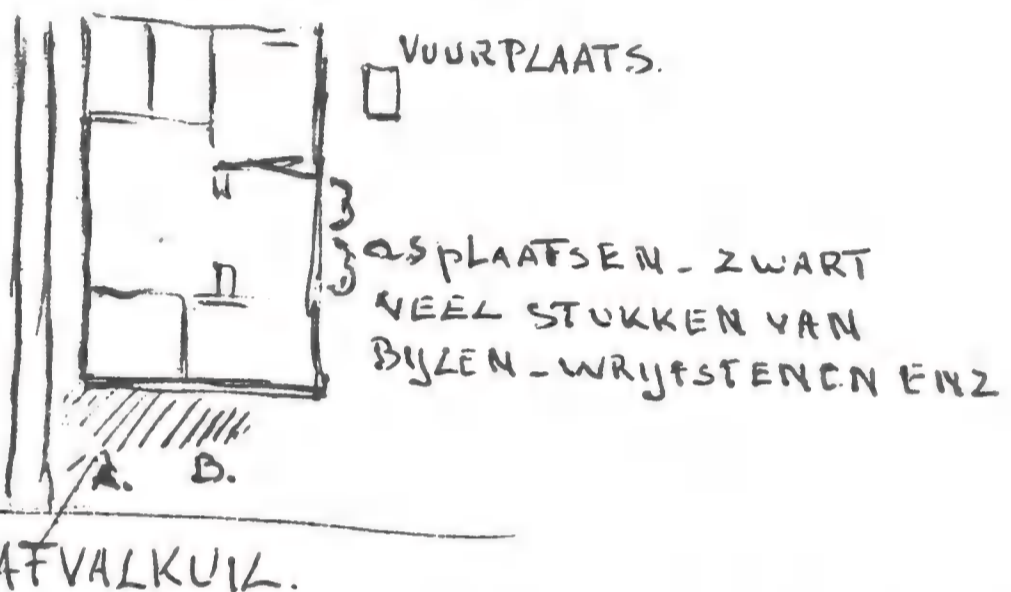 VUURPLAATS.
asPLAATSEN - ZWART
VEEL STUKKEN VAN
BIJLEN - WRIJFSTENEN ENZ
A. B.
AFVALKUIL.